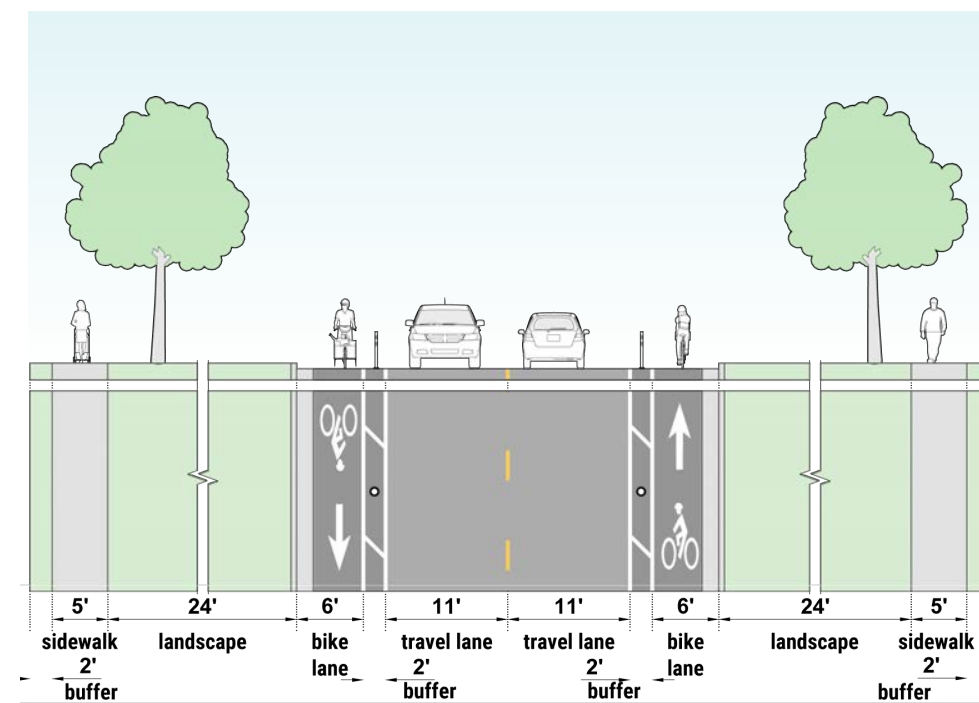 5' 24' 6' 11' 11' 6' 24' 5'
sidewalk landscape bike travel lane travel lane bike landscape sidewalk
lane lane
2' 2' 2' 2'
buffer buffer buffer buffer